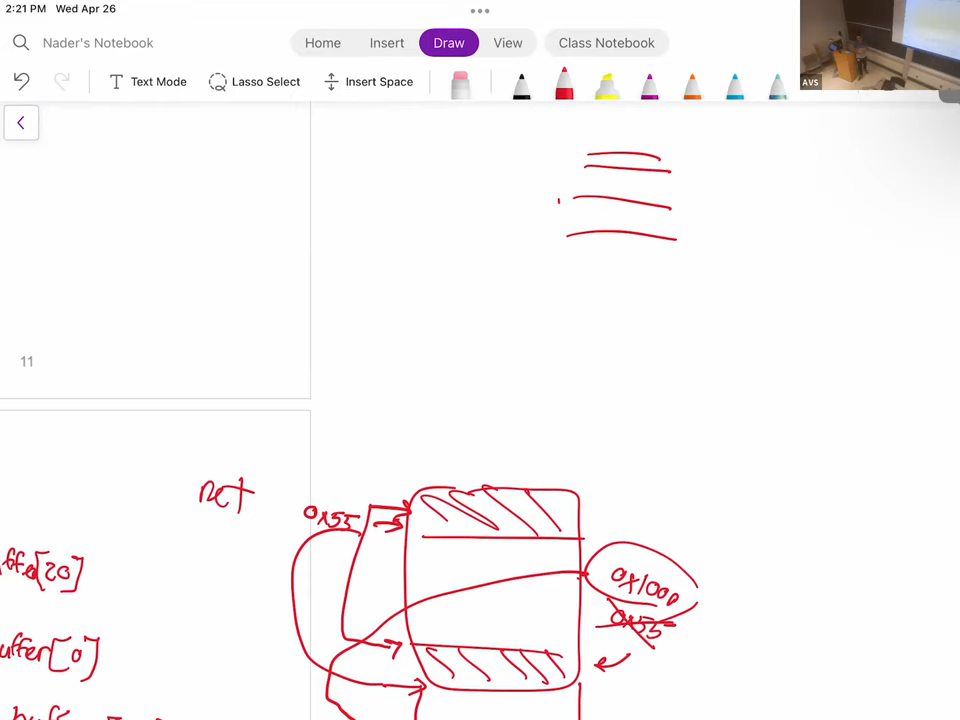 2:21 PM Wed Apr 26
Nader's Notebook
Home Insert Draw View Class Notebook
Text Mode Lasso Select Insert Space
AVS
11
ret
0x55
[20]
0x1000
0x55
uffer[0]